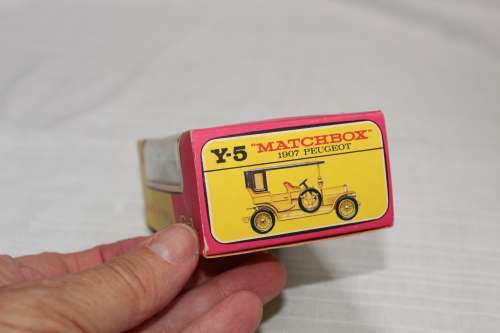 Y-5 "MATCHBOX"
1907 PEUGEOT